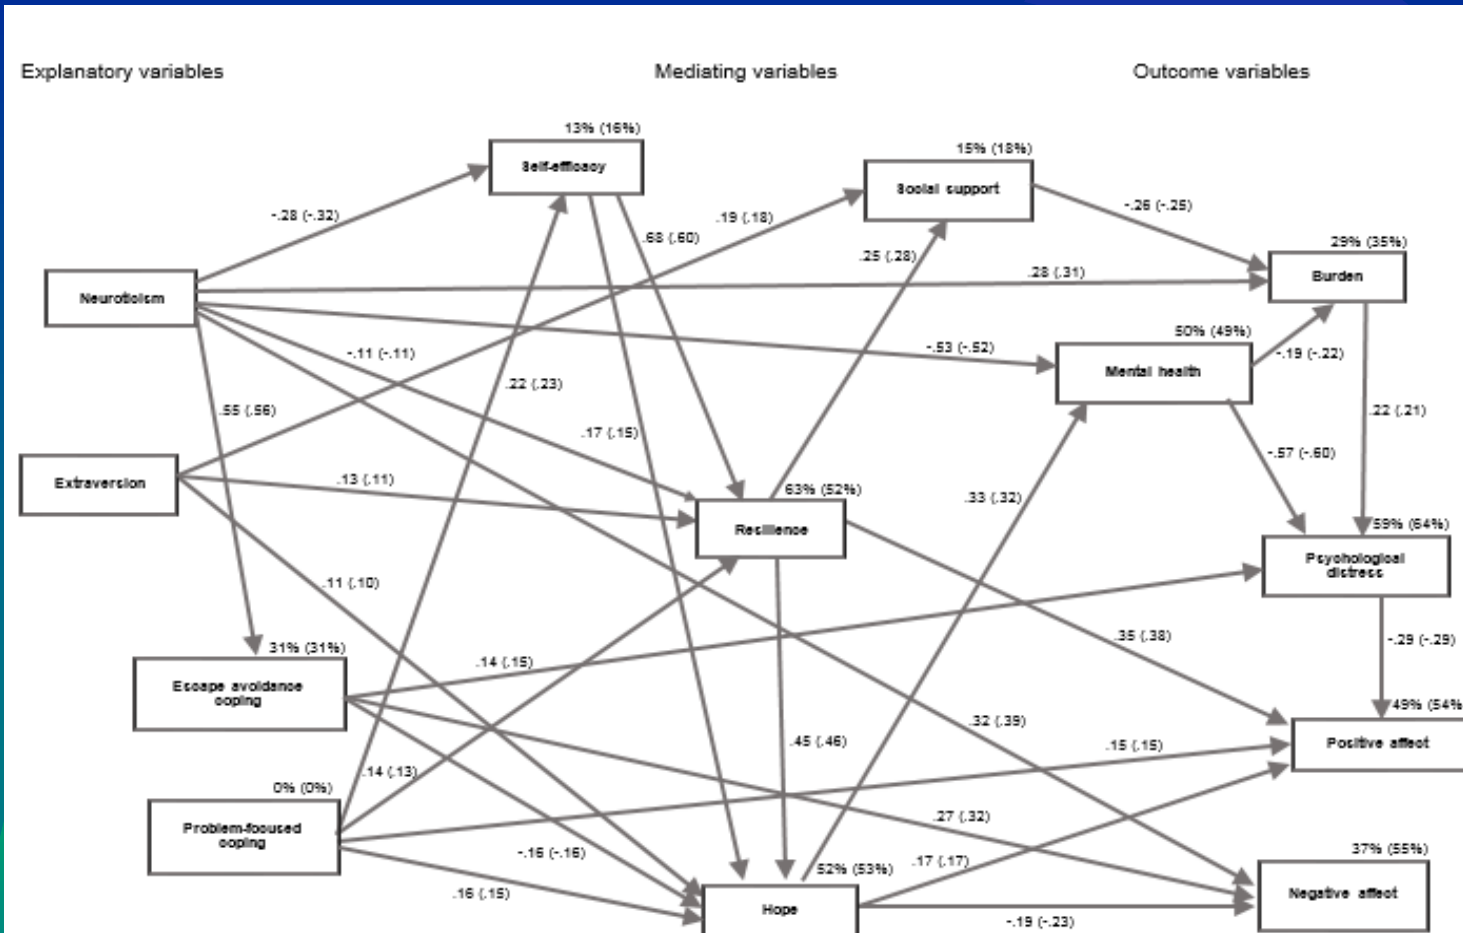 Explanatory variables
Mediating variables
Outcome variables
13% (16%)
Self-efficacy
15% (18%)
Social support
-.28 (-.32)
.19 (.18)
-.26 (-.25)
.68 (.60)
.25 (.28)
29% (35%)
Burden
Neuroticism
.28 (.31)
50% (49%)
Mental health
-.53 (-.52)
-.19 (-.22)
-.11 (-.11)
.22 (.23)
.55 (.56)
.22 (.21)
.17 (.15)
-.57 (-.60)
Extraversion
.13 (.11)
63% (52%)
Resilience
.33 (.32)
59% (64%)
Psychological
distress
.11 (.10)
.35 (.38)
-.29 (-.29)
31% (31%)
Escape avoidance
coping
.14 (.15)
49% (54%
Positive affect
.32 (.39)
.45 (.46)
.15 (.15)
.14 (.13)
0% (0%)
Problem-focused
coping
.27 (.32)
-.16 (-.16)
.17 (.17)
37% (55%)
Negative affect
52% (53%)
Hope
.16 (.15)
-.19 (-.23)